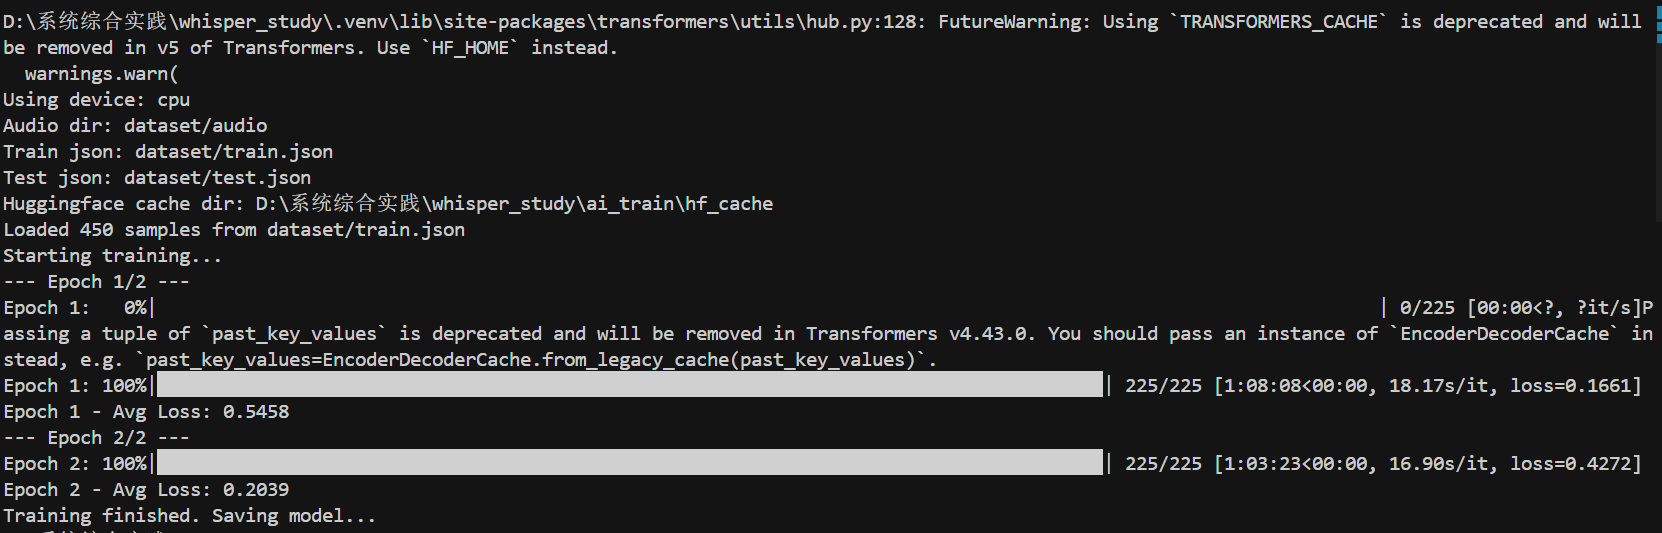 D:\系统综合实践\whisper_study\.venv\lib\site-packages\transformers\utils\hub.py:128: FutureWarning: Using `TRANSFORMERS_CACHE` is deprecated and will
be removed in v5 of Transformers. Use `HF_HOME` instead.
  warnings.warn(
Using device: cpu
Audio dir: dataset/audio
Train json: dataset/train.json
Test json: dataset/test.json
Huggingface cache dir: D:\系统综合实践\whisper_study\ai_train\hf_cache
Loaded 450 samples from dataset/train.json
Starting training...
--- Epoch 1/2 ---
Epoch 1:   0%| | 0/225 [00:00<?, ?it/s]P
assing a tuple of `past_key_values` is deprecated and will be removed in Transformers v4.43.0. You should pass an instance of `EncoderDecoderCache` in
stead, e.g. `past_key_values=EncoderDecoderCache.from_legacy_cache(past_key_values)`.
Epoch 1: 100%| | 225/225 [1:08:08<00:00, 18.17s/it, loss=0.1661]
Epoch 1 - Avg Loss: 0.5458
--- Epoch 2/2 ---
Epoch 2: 100%| | 225/225 [1:03:23<00:00, 16.90s/it, loss=0.4272]
Epoch 2 - Avg Loss: 0.2039
Training finished. Saving model...